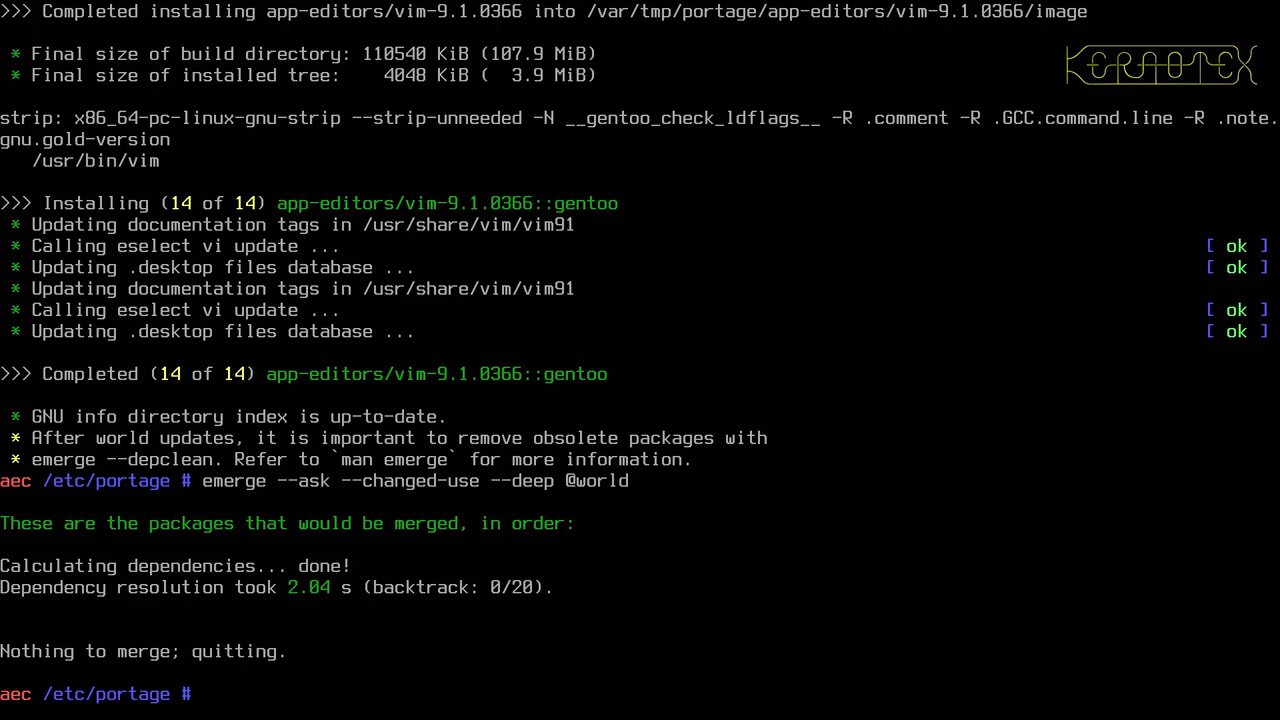 >>> Completed installing app-editors/vim-9.1.0366 into /var/tmp/portage/app-editors/vim-9.1.0366/image
* Final size of build directory: 110540 KiB (107.9 MiB)
* Final size of installed tree:    4048 KiB (  3.9 MiB)
KERAOTEX
strip: x86_64-pc-linux-gnu-strip --strip-unneeded -N __gentoo_check_ldflags__ -R .comment -R .GCC.command.line -R .note.
gnu.gold-version
/usr/bin/vim
>>> Installing (14 of 14) app-editors/vim-9.1.0366::gentoo
* Updating documentation tags in /usr/share/vim/vim91
* Calling eselect vi update ... [ ok ]
* Updating .desktop files database ... [ ok ]
* Updating documentation tags in /usr/share/vim/vim91
* Calling eselect vi update ... [ ok ]
* Updating .desktop files database ... [ ok ]
>>> Completed (14 of 14) app-editors/vim-9.1.0366::gentoo
* GNU info directory index is up-to-date.
* After world updates, it is important to remove obsolete packages with
* emerge --depclean. Refer to `man emerge` for more information.
aec /etc/portage # emerge --ask --changed-use --deep @world
These are the packages that would be merged, in order:
Calculating dependencies... done!
Dependency resolution took 2.04 s (backtrack: 0/20).
Nothing to merge; quitting.
aec /etc/portage #